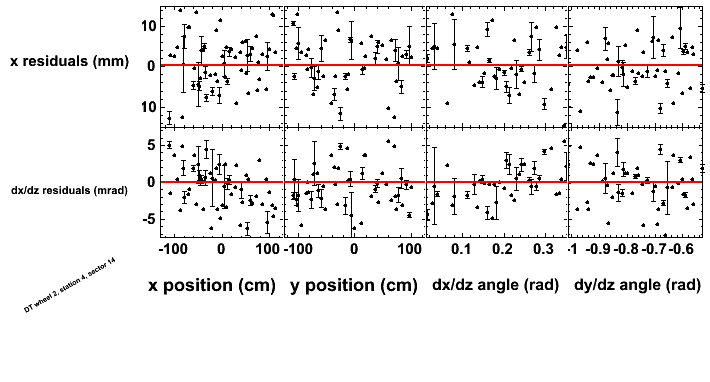 x residuals (mm)
10
0
10
dx/dz residuals (mrad)
5
0
-5
-100 0 100 -100 0 100 0.1 0.2 0.3 -1 -0.9 -0.8 -0.7 -0.6
x position (cm) y position (cm) dx/dz angle (rad) dy/dz angle (rad)
DT wheel 2, station 4, sector 14